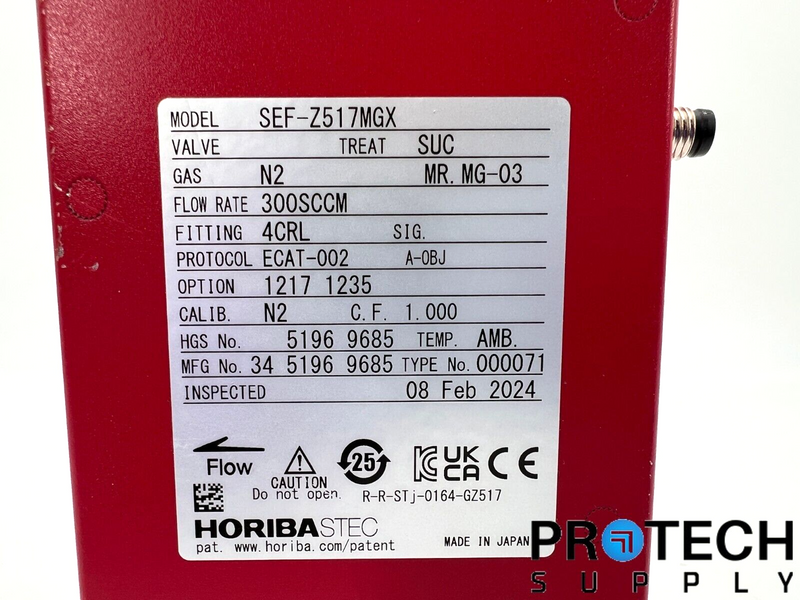 MODEL SEF-Z517MGX
VALVE TREAT SUC
GAS N2 MR. MG-03
FLOW RATE 300SCCM
FITTING 4CRL SIG.
PROTOCOL ECAT-002 A-OBJ
OPTION 1217 1235
CALIB. N2 C.F. 1.000
HGS No. 5196 9685 TEMP. AMB.
MFG No. 34 5196 9685 TYPE No. 000071
INSPECTED 08 Feb 2024
Flow
CAUTION
Do not open.
25
UK
CA
CE
R-R-STj-0164-GZ517
HORIBASTEC
pat. www.horiba.com/patent
MADE IN JAPAN
PROTECH
SUPPLY